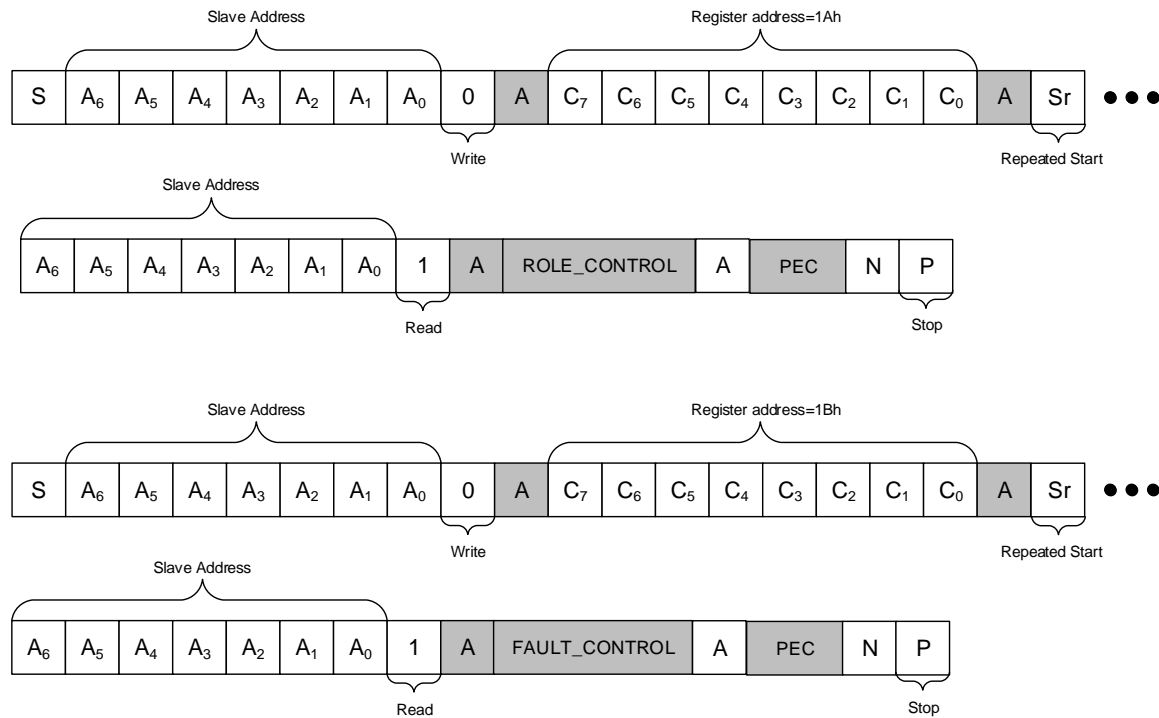 Slave Address Register address=1Ah
S A₆ A₅ A₄ A₃ A₂ A₁ A₀ 0 A C₇ C₆ C₅ C₄ C₃ C₂ C₁ C₀ A Sr •••
Write Repeated Start
Slave Address
A₆ A₅ A₄ A₃ A₂ A₁ A₀ 1 A ROLE_CONTROL A PEC N P
Read Stop
Slave Address Register address=1Bh
S A₆ A₅ A₄ A₃ A₂ A₁ A₀ 0 A C₇ C₆ C₅ C₄ C₃ C₂ C₁ C₀ A Sr •••
Write Repeated Start
Slave Address
A₆ A₅ A₄ A₃ A₂ A₁ A₀ 1 A FAULT_CONTROL A PEC N P
Read Stop